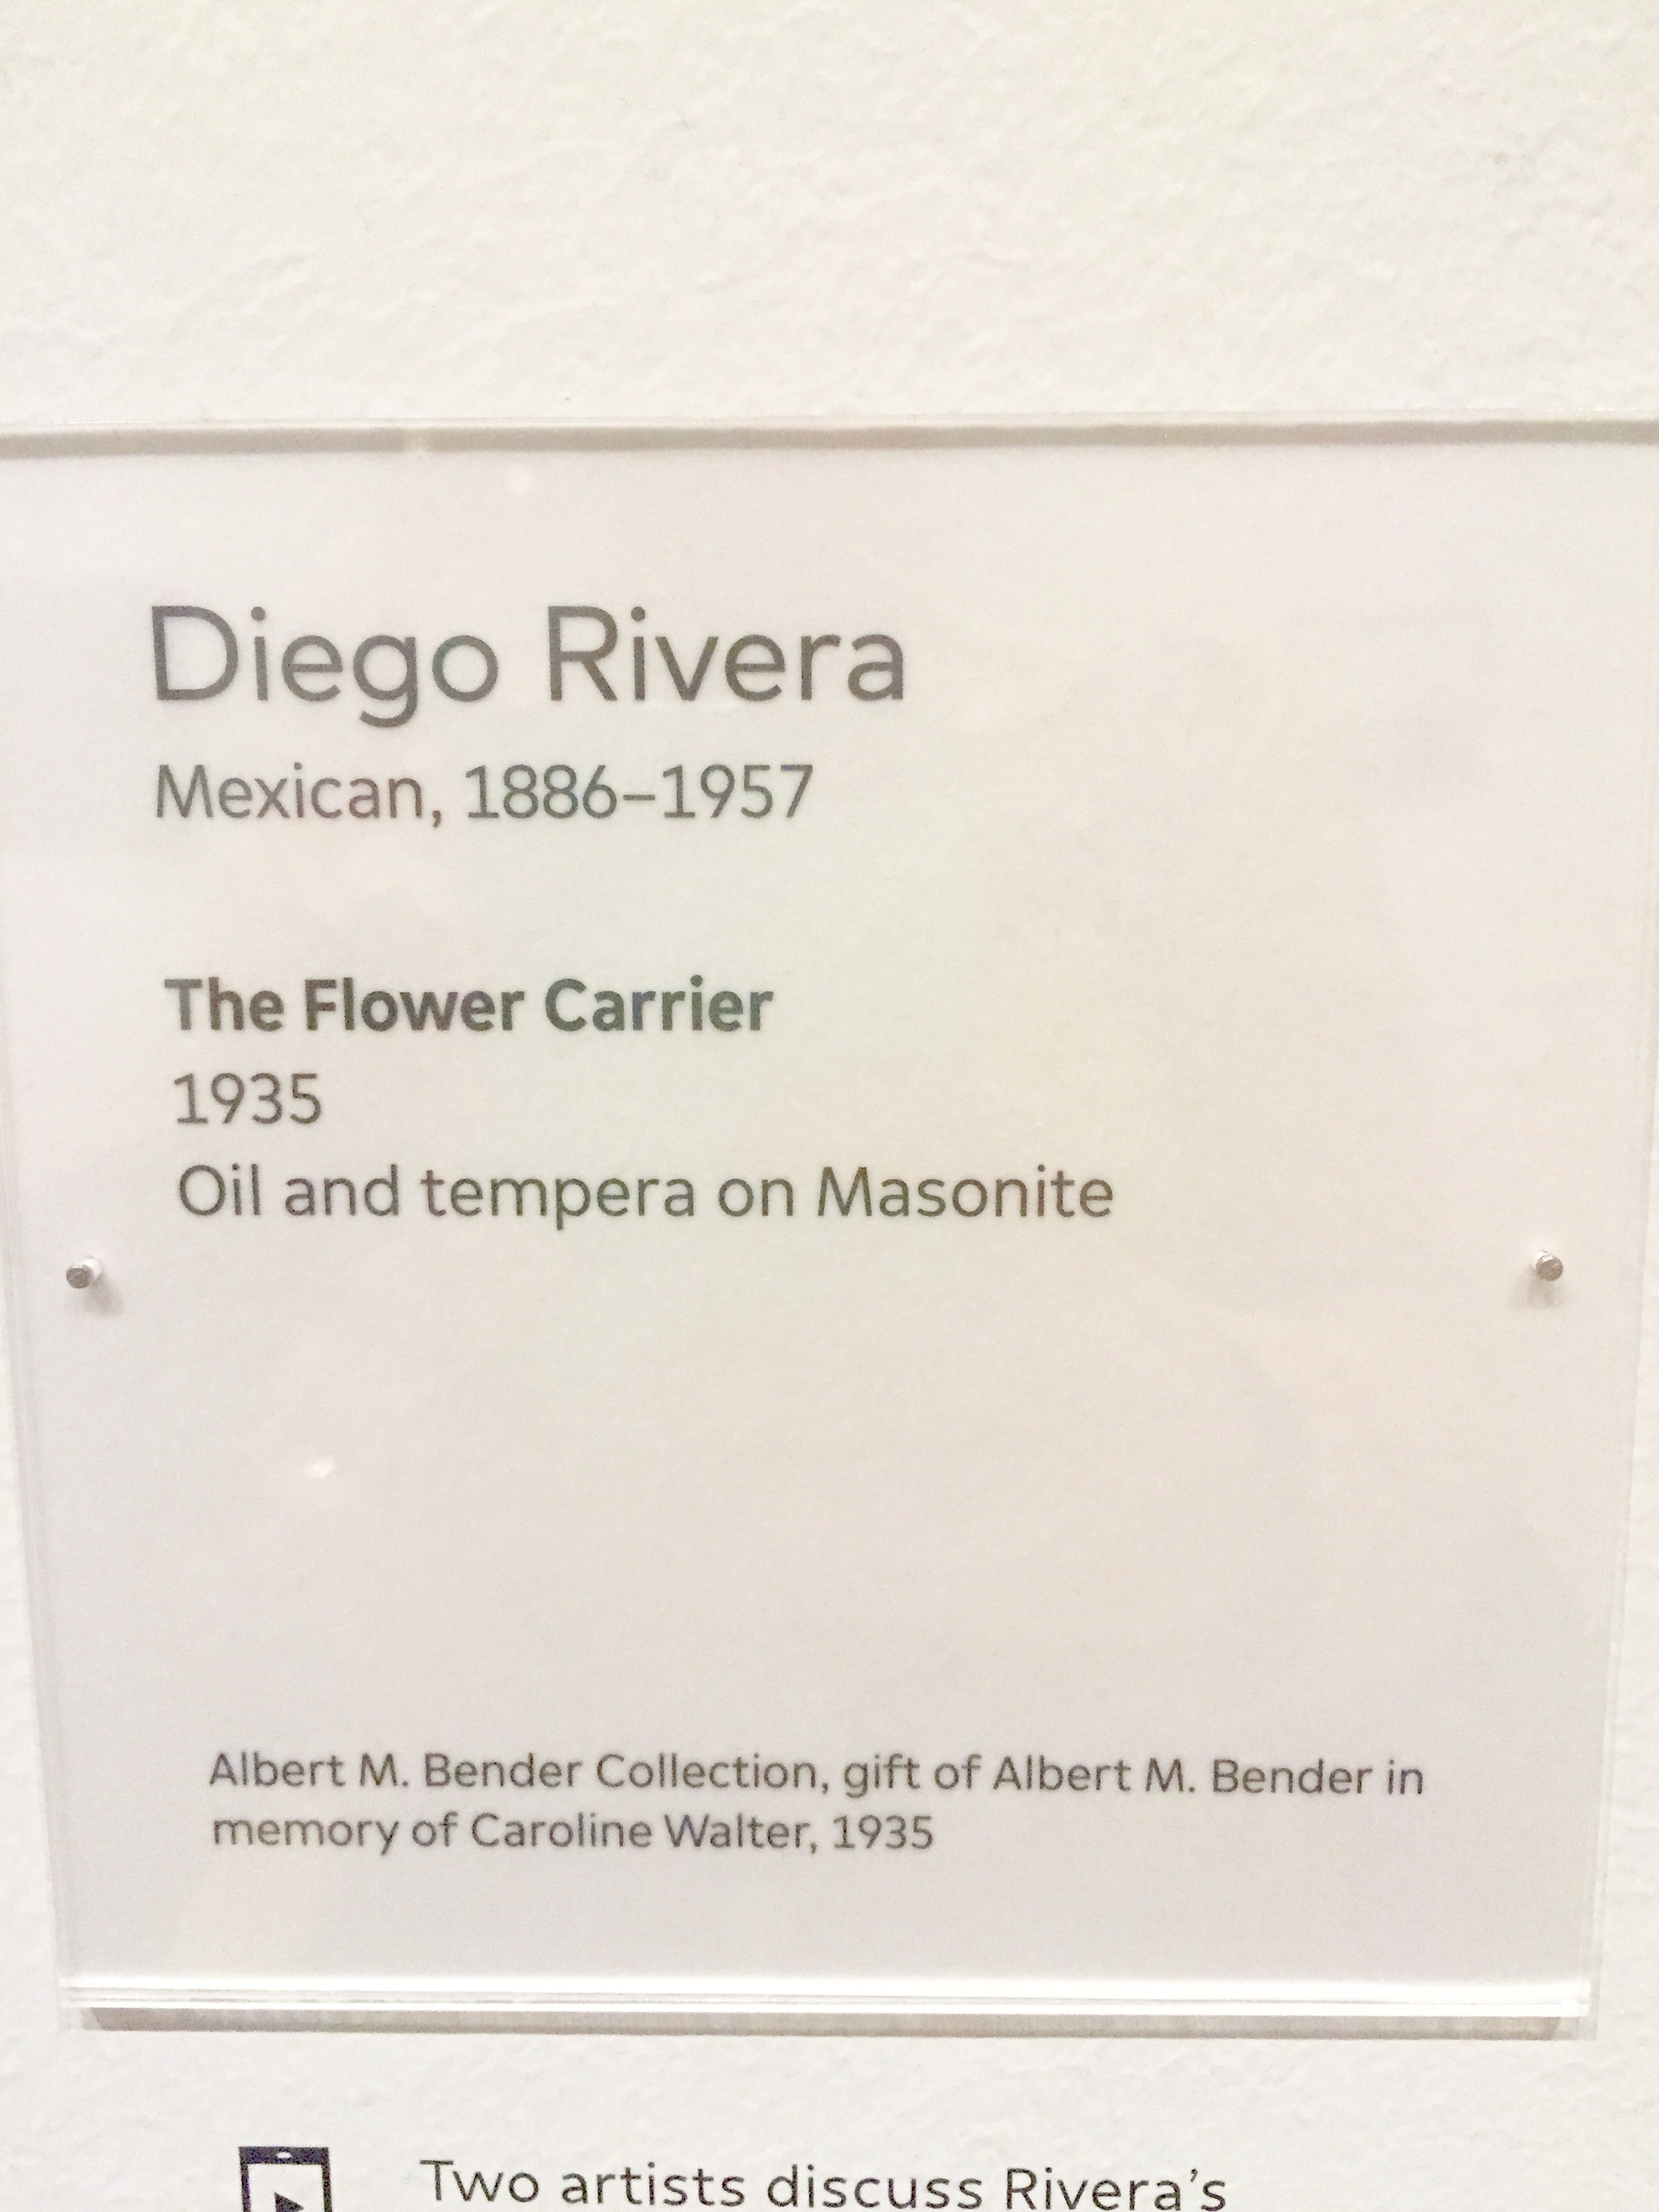 Diego Rivera
Mexican, 1886–1957
The Flower Carrier
1935
Oil and tempera on Masonite
Albert M. Bender Collection, gift of Albert M. Bender in
memory of Caroline Walter, 1935
Two artists discuss Rivera’s